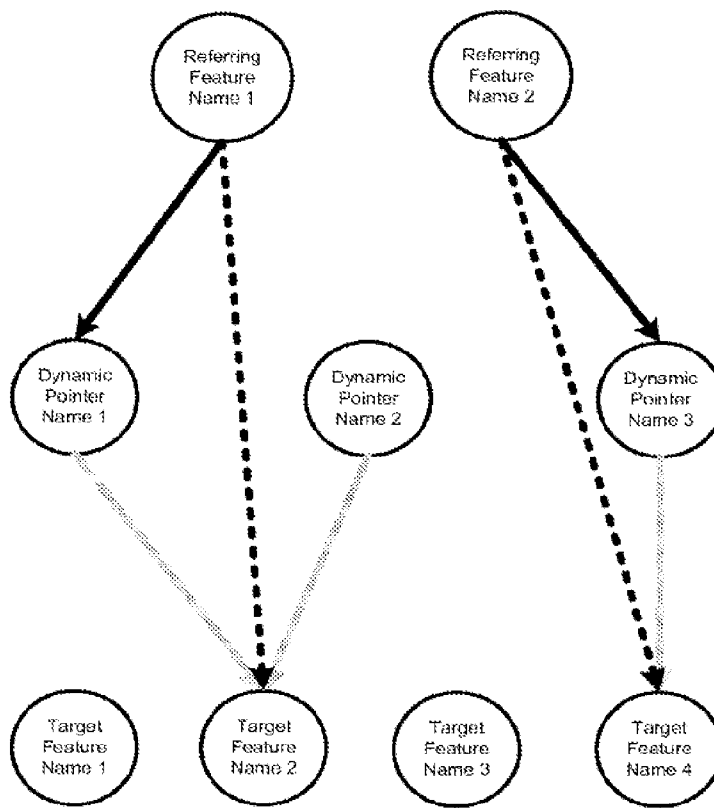 Referring
Feature
Name 1
Referring
Feature
Name 2
Dynamic
Pointer
Name 1
Dynamic
Pointer
Name 2
Dynamic
Pointer
Name 3
Target
Feature
Name 1
Target
Feature
Name 2
Target
Feature
Name 3
Target
Feature
Name 4